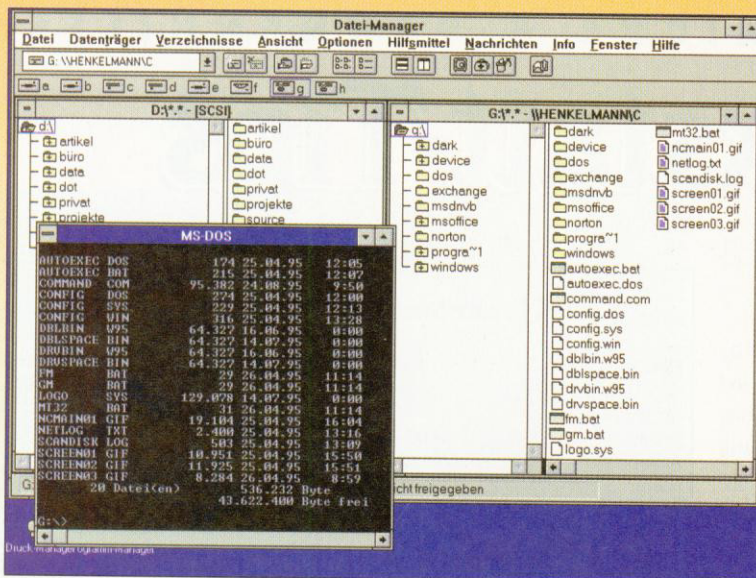 Datei-Manager
Datei Datenträger Verzeichnisse Ansicht Optionen Hilfsmittel Nachrichten Info Fenster Hilfe
G: \\HENKELMANN\C
a b c d e f g h
D:\*.* - [SCSI]
d:\
artikel
büro
data
dot
privat
projekte
artikel
büro
data
dot
privat
projekte
source
G:\*.* - \\HENKELMANN\C
g:\
dark
device
dos
exchange
msdnvb
msoffice
norton
progra~1
windows
dark
device
dos
exchange
msdnvb
msoffice
norton
progra~1
windows
autoexec.bat
autoexec.dos
command.com
config.dos
config.sys
config.win
dblbin.w95
dblspace.bin
drvbin.w95
drvspace.bin
fm.bat
gm.bat
logo.sys
mt32.bat
ncmain01.gif
netlog.txt
scandisk.log
screen01.gif
screen02.gif
screen03.gif
MS-DOS
AUTOEXEC DOS 174 25.04.95 12:05
AUTOEXEC BAT 215 25.04.95 12:07
COMMAND COM 95.382 24.08.95 9:50
CONFIG DOS 274 25.04.95 12:00
CONFIG SYS 229 25.04.95 12:13
CONFIG WIN 316 25.04.95 13:28
DBLBIN W95 64.327 16.06.95 0:00
DBLSPACE BIN 64.327 14.07.95 0:00
DRVBIN W95 64.327 16.06.95 0:00
DRVSPACE BIN 64.327 14.07.95 0:00
FM BAT 29 26.04.95 11:14
GM BAT 29 26.04.95 11:14
LOGO SYS 129.078 14.07.95 0:00
MT32 BAT 31 26.04.95 11:14
NCMAIN01 GIF 19.104 25.04.95 16:04
NETLOG TXT 2.480 25.04.95 13:16
SCANDISK LOG 503 25.04.95 13:09
SCREEN01 GIF 10.951 25.04.95 15:50
SCREEN02 GIF 11.925 25.04.95 15:51
SCREEN03 GIF 8.284 26.04.95 8:59
20 Datei(en) 536.232 Byte
43.622.400 Byte frei
G:\>
G: icht freigegeben
Druck-Manager